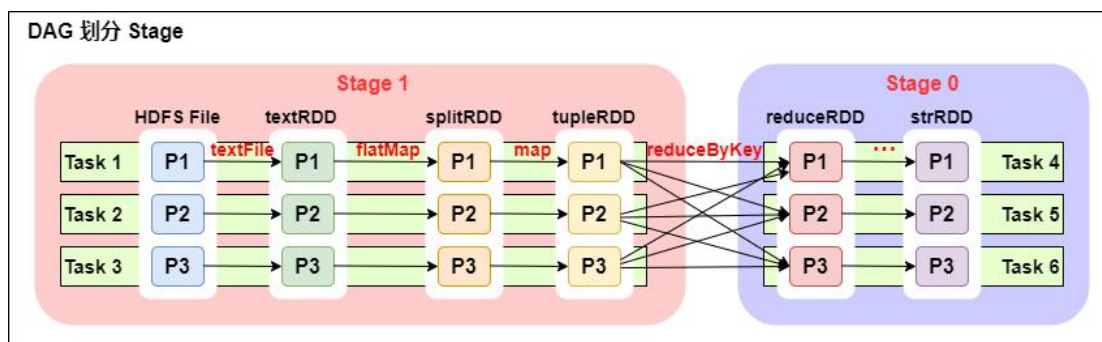 DAG 划分 Stage
Stage 1
Stage 0
HDFS File textRDD splitRDD tupleRDD reduceRDD strRDD
textFile flatMap map reduceByKey ...
Task 1 P1 P1 P1 P1 P1 P1 Task 4
Task 2 P2 P2 P2 P2 P2 P2 Task 5
Task 3 P3 P3 P3 P3 P3 P3 Task 6